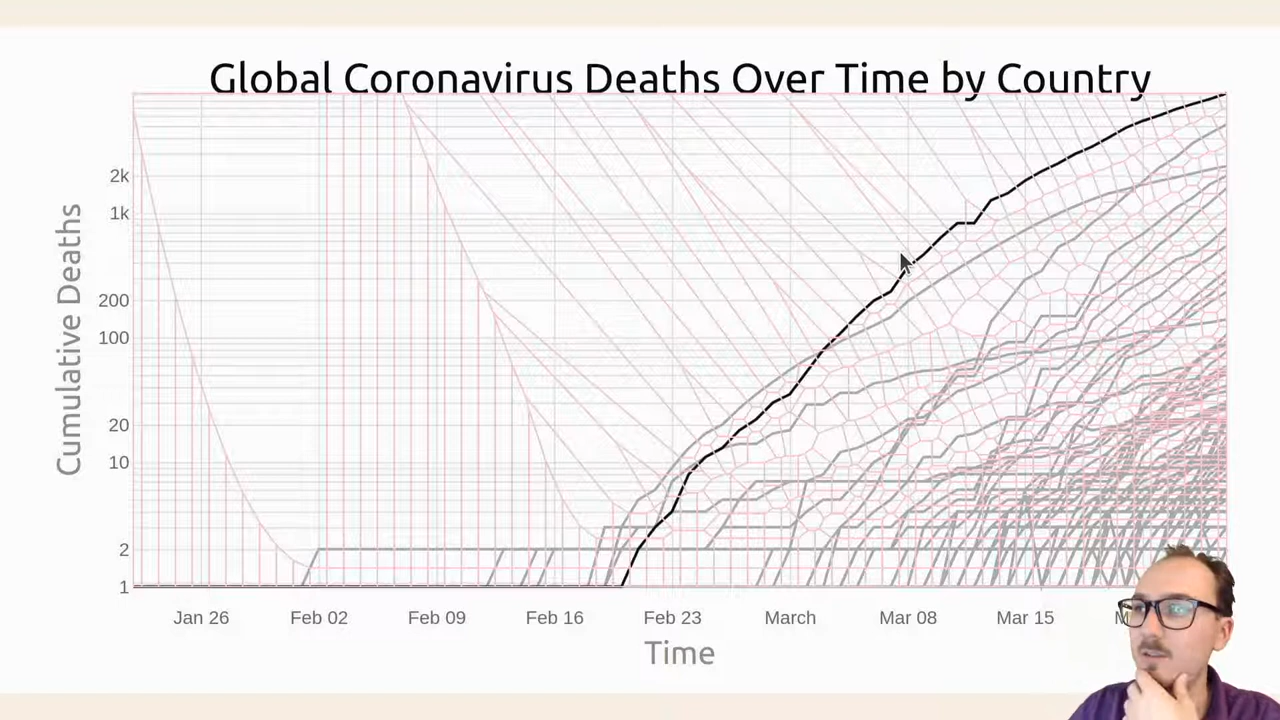 Global Coronavirus Deaths Over Time by Country
Cumulative Deaths
2k
1k
200
100
20
10
2
1
Jan 26
Feb 02
Feb 09
Feb 16
Feb 23
March
Mar 08
Mar 15
Time